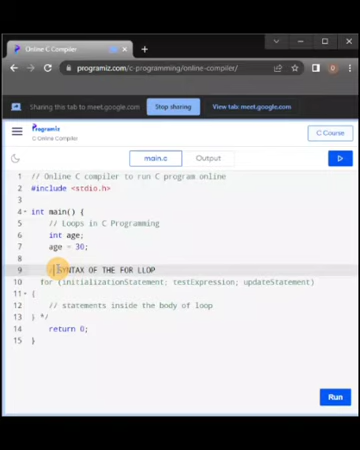 Online C Compiler
programiz.com/c-programming/online-compiler/
Sharing this tab to meet.google.com
Stop sharing
View tab: meet.google.com
Programiz
C Online Compiler
C Course
main.c
Output
1 // Online C compiler to run C program online
2 #include <stdio.h>
3
4 int main() {
5 // Loops in C Programming
6 int age;
7 age = 30;
8
9 SYNTAX OF THE FOR LLOP
10 for (initializationStatement; testExpression; updateStatement)
11 {
12 // statements inside the body of loop
13 } */
14 return 0;
15 }
Run